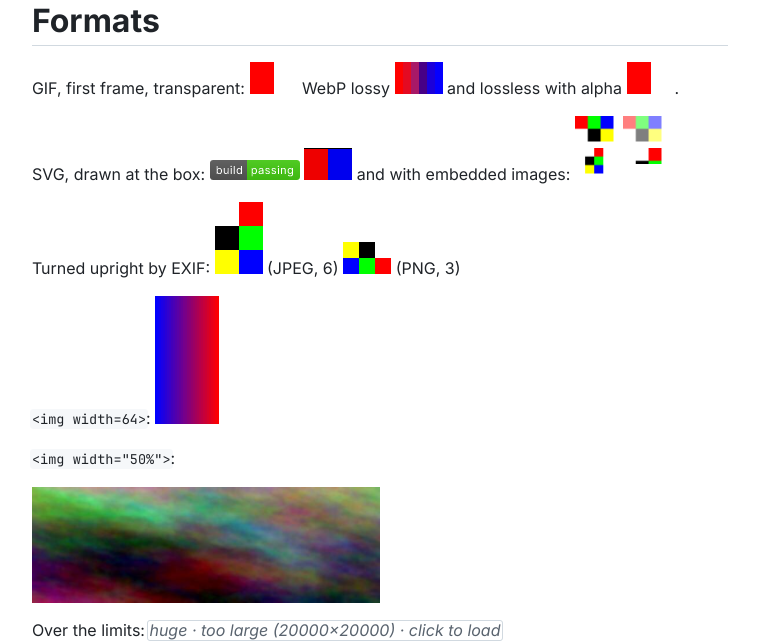 Formats
GIF, first frame, transparent: WebP lossy and lossless with alpha .
SVG, drawn at the box: build passing and with embedded images:
Turned upright by EXIF: (JPEG, 6) (PNG, 3)
<img width=64>:
<img width="50%">:
Over the limits: huge · too large (20000×20000) · click to load